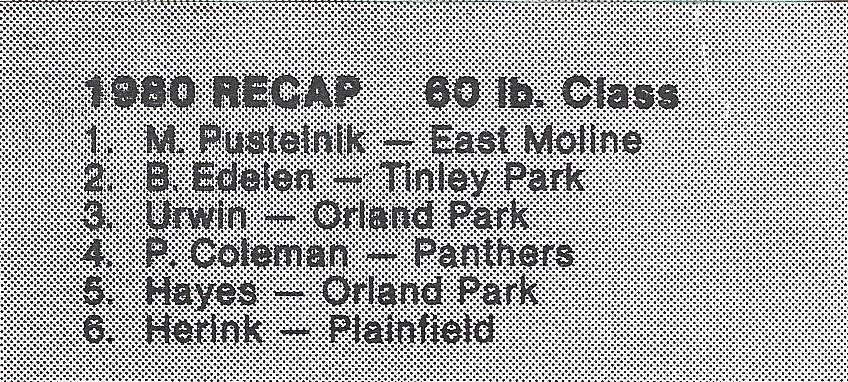 1980 RECAP 60 lb. Class
1. M. Pustelnik — East Moline
2. B. Edelen — Tinley Park
3. Urwin — Orland Park
4. P. Coleman — Panthers
5. Hayes — Orland Park
6. Herink — Plainfield